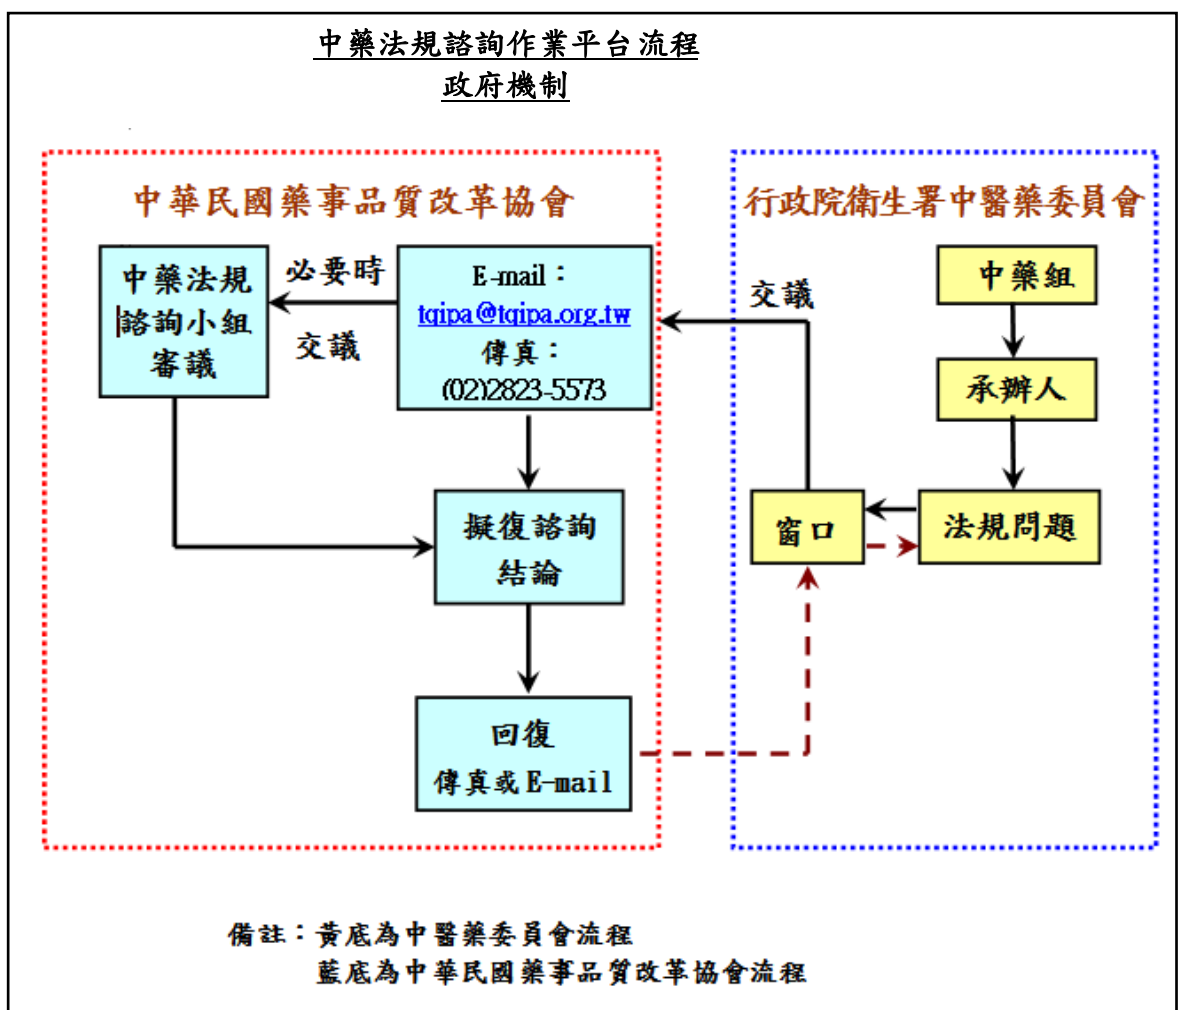 中藥法規諮詢作業平台流程
政府機制
中華民國藥事品質改革協會
中藥法規
諮詢小組
審議
必要時
交議
E-mail：
tqipa@tqipa.org.tw
傳真：
(02)2823-5573
擬復諮詢
結論
回復
傳真或E-mail
行政院衛生署中醫藥委員會
交議
中藥組
承辦人
法規問題
窗口
備註：黃底為中醫藥委員會流程
藍底為中華民國藥事品質改革協會流程